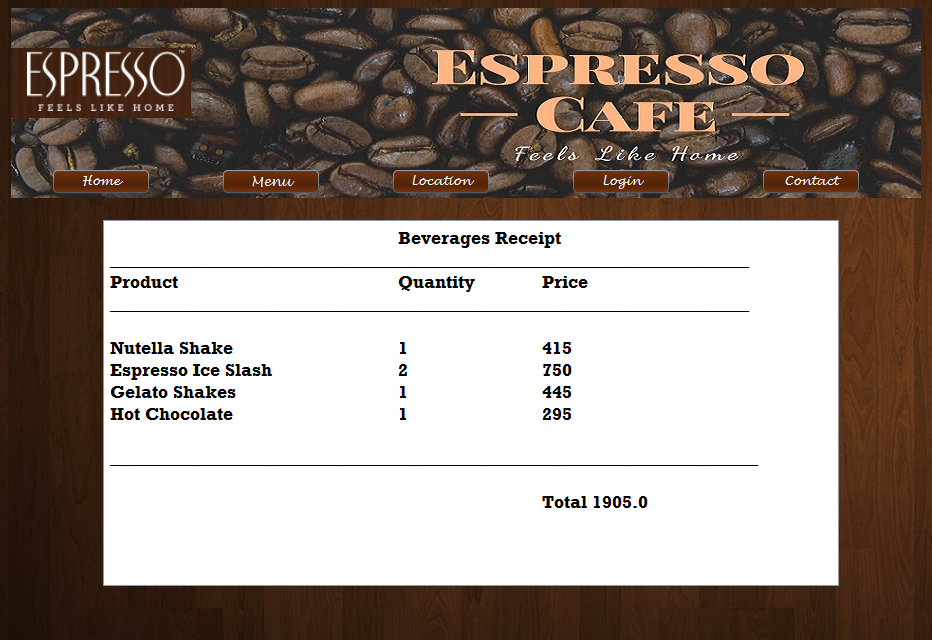 ESPRESSO
FEELS LIKE HOME
ESPRESSO
CAFE
Feels Like Home
Home Menu Location Login Contact
Beverages Receipt
Product Quantity Price
Nutella Shake 1 415
Espresso Ice Slash 2 750
Gelato Shakes 1 445
Hot Chocolate 1 295
Total 1905.0